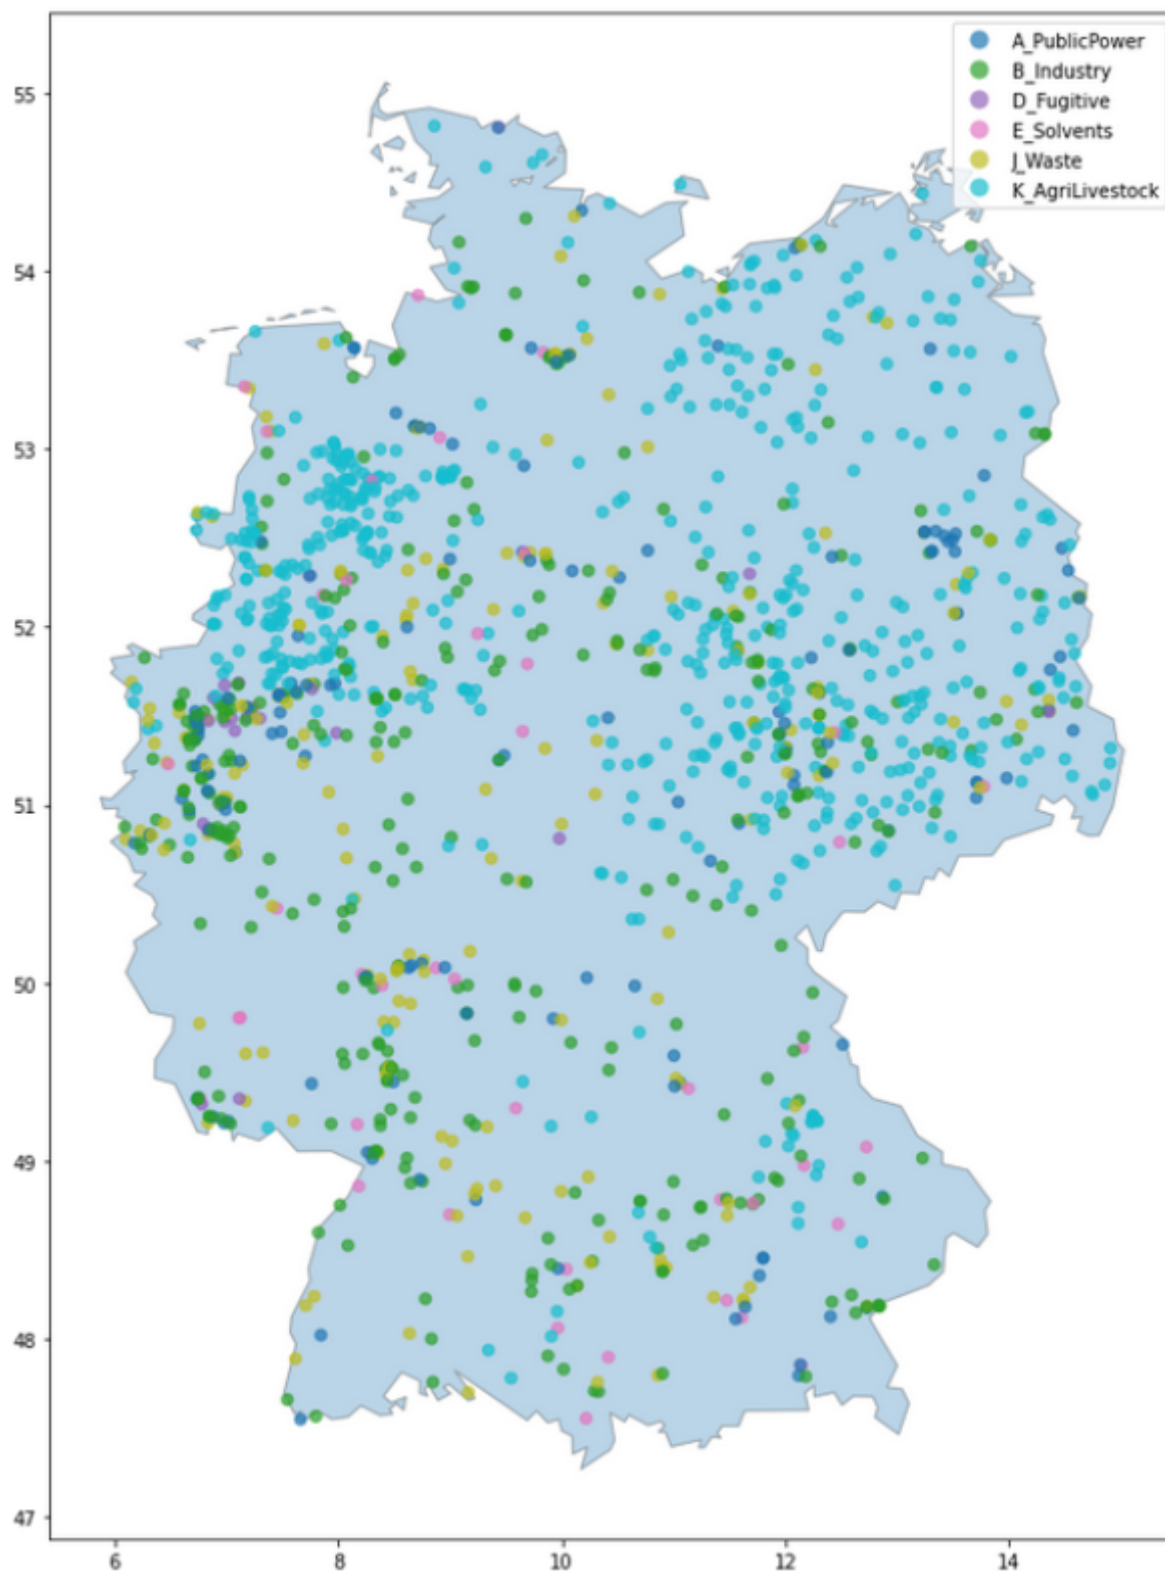 A_PublicPower
B_Industry
D_Fugitive
E_Solvents
J_Waste
K_AgriLivestock
55
54
53
52
51
50
49
48
47
6 8 10 12 14